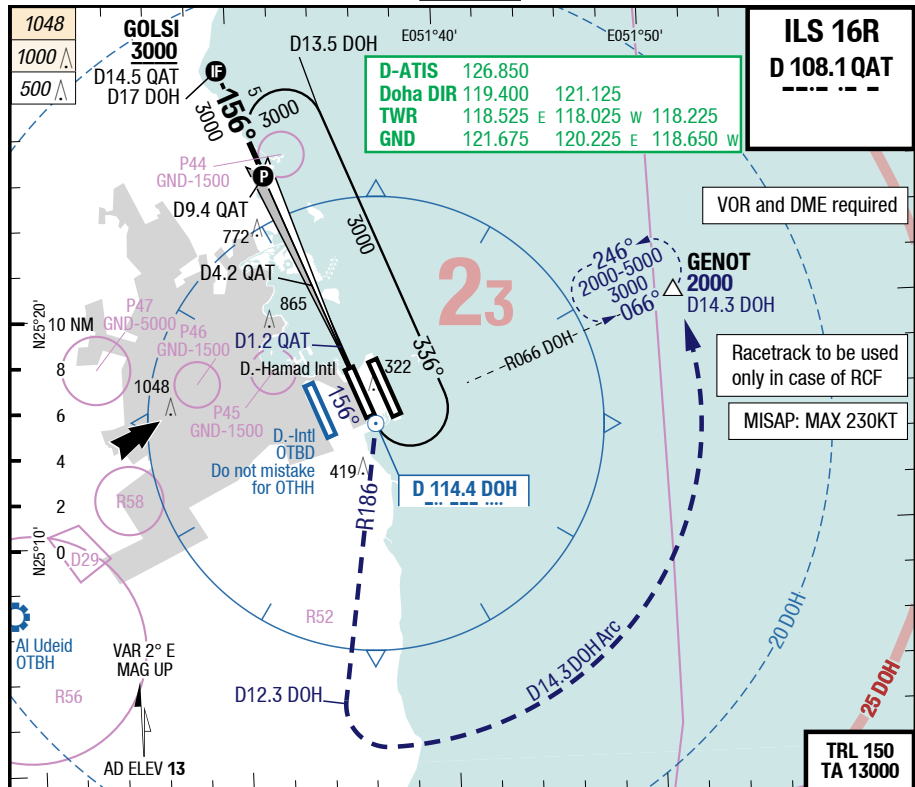 1048
1000
500
GOLSI
3000
D14.5 QAT
D17 DOH
IF
156°
3000
5
3000
D13.5 DOH
E051°40'
E051°50'
ILS 16R
D 108.1 QAT
D-ATIS 126.850
Doha DIR 119.400 121.125
TWR 118.525 E 118.025 W 118.225
GND 121.675 120.225 E 118.650 W
P44
GND-1500
P
D9.4 QAT
772
3000
VOR and DME required
D4.2 QAT
865
23
246°
2000-5000
3000
066°
GENOT
2000
D14.3 DOH
N25°20'
10 NM
8
6
4
2
0
N25°10'
P47
GND-5000
P46
GND-1500
D1.2 QAT
D.-Hamad Intl
322
336°
R066 DOH
Racetrack to be used
only in case of RCF
1048
P45
GND-1500
156°
MISAP: MAX 230KT
D.-Intl
OTBD
Do not mistake
for OTHH
419
D 114.4 DOH
R186
R58
D29
R52
Al Udeid
OTBH
VAR 2° E
MAG UP
R56
D12.3 DOH
D14.3 DOH Arc
20 DOH
25 DOH
AD ELEV 13
TRL 150
TA 13000